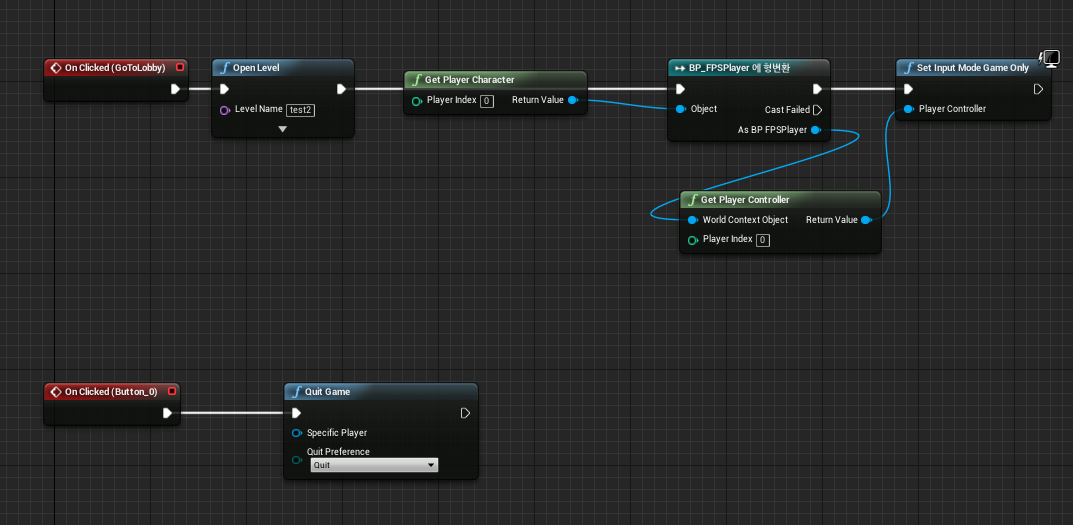 On Clicked (GoToLobby)
Open Level
Level Name test2
Get Player Character
Player Index 0 Return Value
BP_FPSPlayer 에 형변환
Object Cast Failed
As BP FPSPlayer
Set Input Mode Game Only
Player Controller
Get Player Controller
World Context Object Return Value
Player Index 0
On Clicked (Button_0)
Quit Game
Specific Player
Quit Preference
Quit